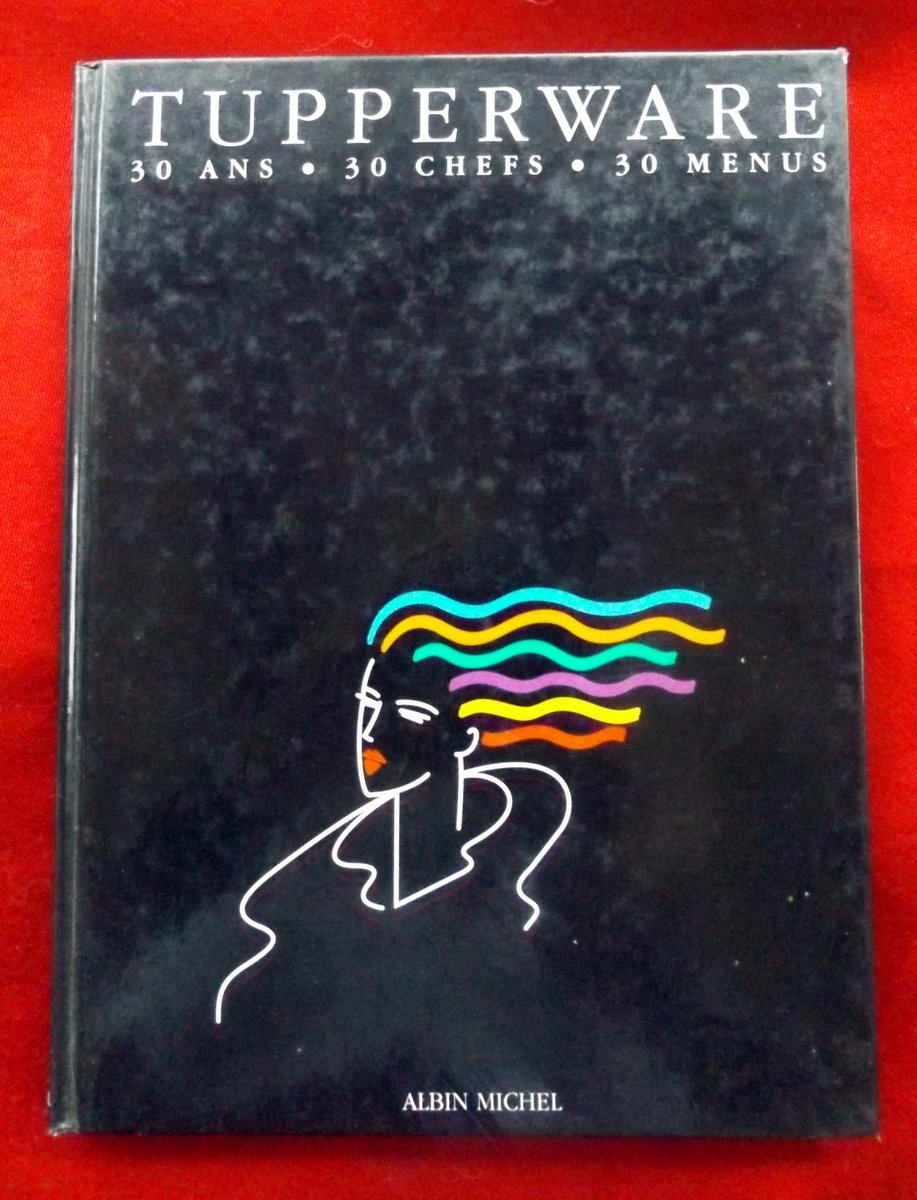 TUPPERWARE
30 ANS • 30 CHEFS • 30 MENUS
ALBIN MICHEL